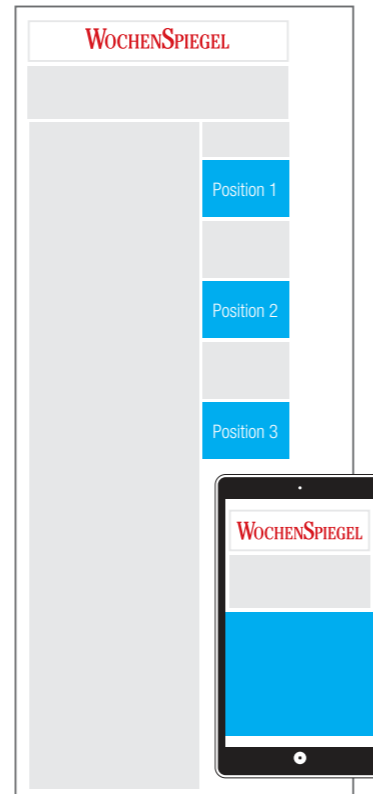 WOCHENSPIEGEL
Position 1
Position 2
Position 3
WOCHENSPIEGEL